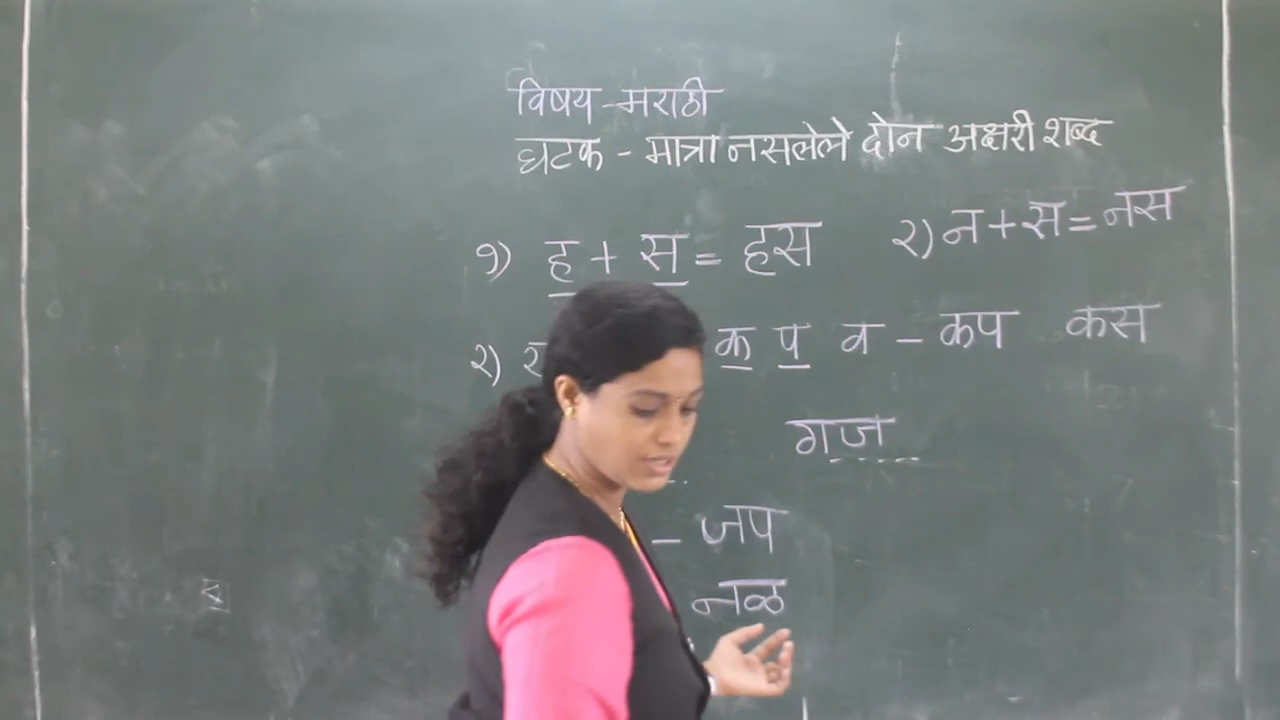 विषय - मराठी
घटक - मात्रा नसलेले दोन अक्षरी शब्द
१) ह + स = हस २) न + स = नस
२) क प व - कप कस
गज
- जप
नळ